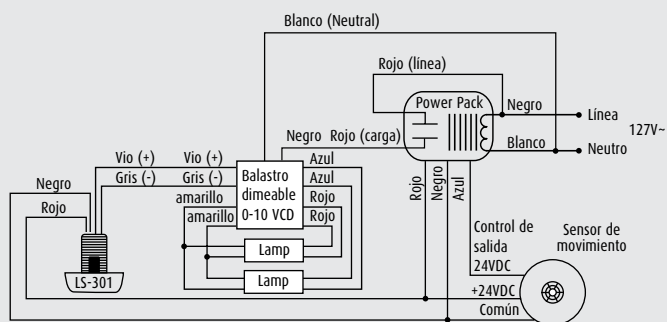 Blanco (Neutral)
Rojo (línea)
Power Pack
Negro
Línea
127V~
Blanco
Neutro
Negro
Rojo (carga)
Vio (+)
Vio (+)
Azul
Gris (-)
Gris (-)
Azul
Negro
amarillo
Rojo
Rojo
amarillo
Rojo
Balastro
dimeable
0-10 VCD
Rojo
Negro
Azul
Lamp
Lamp
LS-301
Control de
salida
24VDC
Sensor de
movimiento
+24VDC
Común